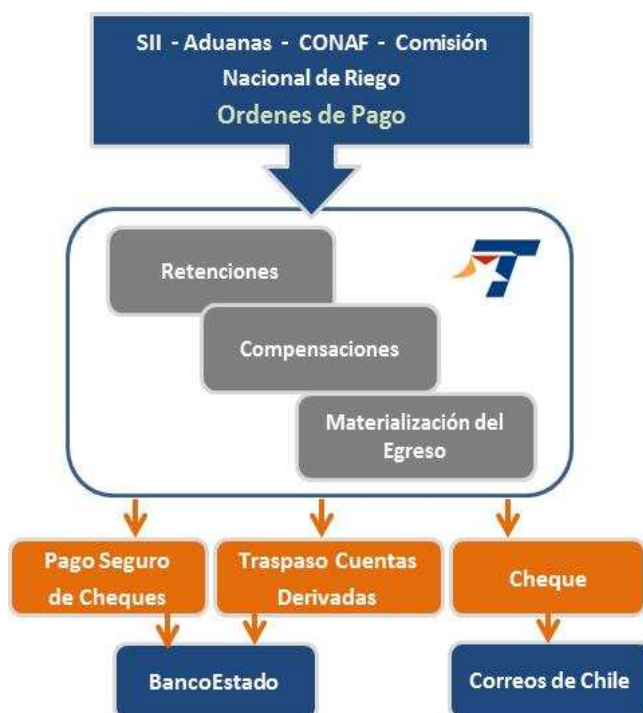 SII - Aduanas - CONAF - Comisión
Nacional de Riego
Ordenes de Pago
Retenciones
Compensaciones
Materialización del
Egreso
Pago Seguro
de Cheques
Traspaso Cuentas
Derivadas
Cheque
BancoEstado
Correos de Chile